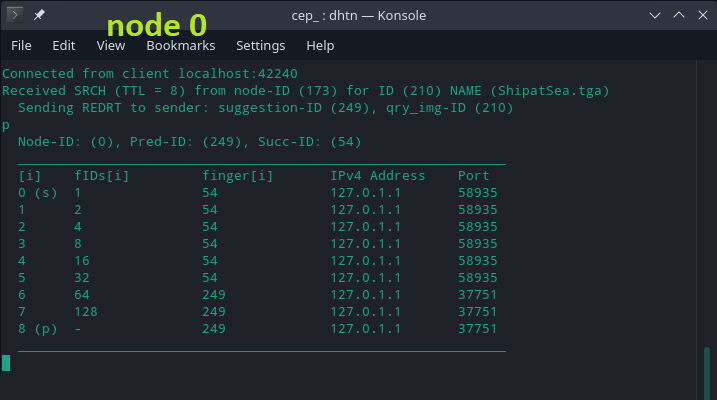 node 0
cep_ : dhtn — Konsole
File Edit View Bookmarks Settings Help
Connected from client localhost:42240
Received SRCH (TTL = 8) from node-ID (173) for ID (210) NAME (ShipatSea.tga)
Sending REDRT to sender: suggestion-ID (249), qry_img-ID (210)
p
Node-ID: (0), Pred-ID: (249), Succ-ID: (54)
[i] fIDs[i] finger[i] IPv4 Address Port
0 (s) 1 54 127.0.1.1 58935
1 2 54 127.0.1.1 58935
2 4 54 127.0.1.1 58935
3 8 54 127.0.1.1 58935
4 16 54 127.0.1.1 58935
5 32 54 127.0.1.1 58935
6 64 249 127.0.1.1 37751
7 128 249 127.0.1.1 37751
8 (p) - 249 127.0.1.1 37751